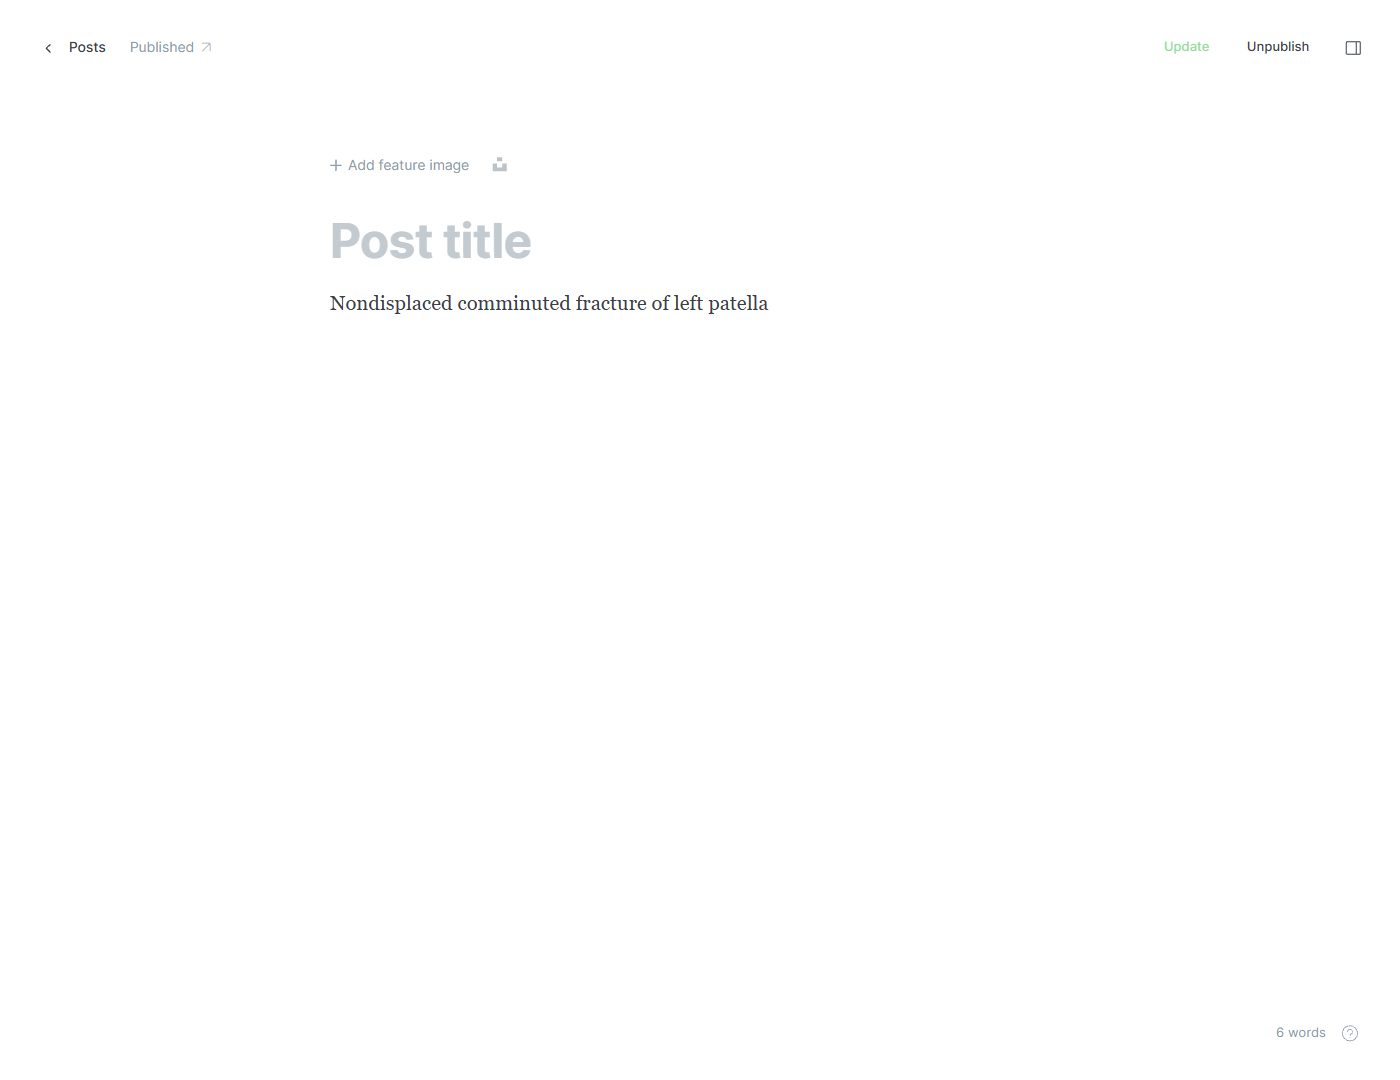 Posts Published Update Unpublish
Add feature image
Post title
Nondisplaced comminuted fracture of left patella
6 words